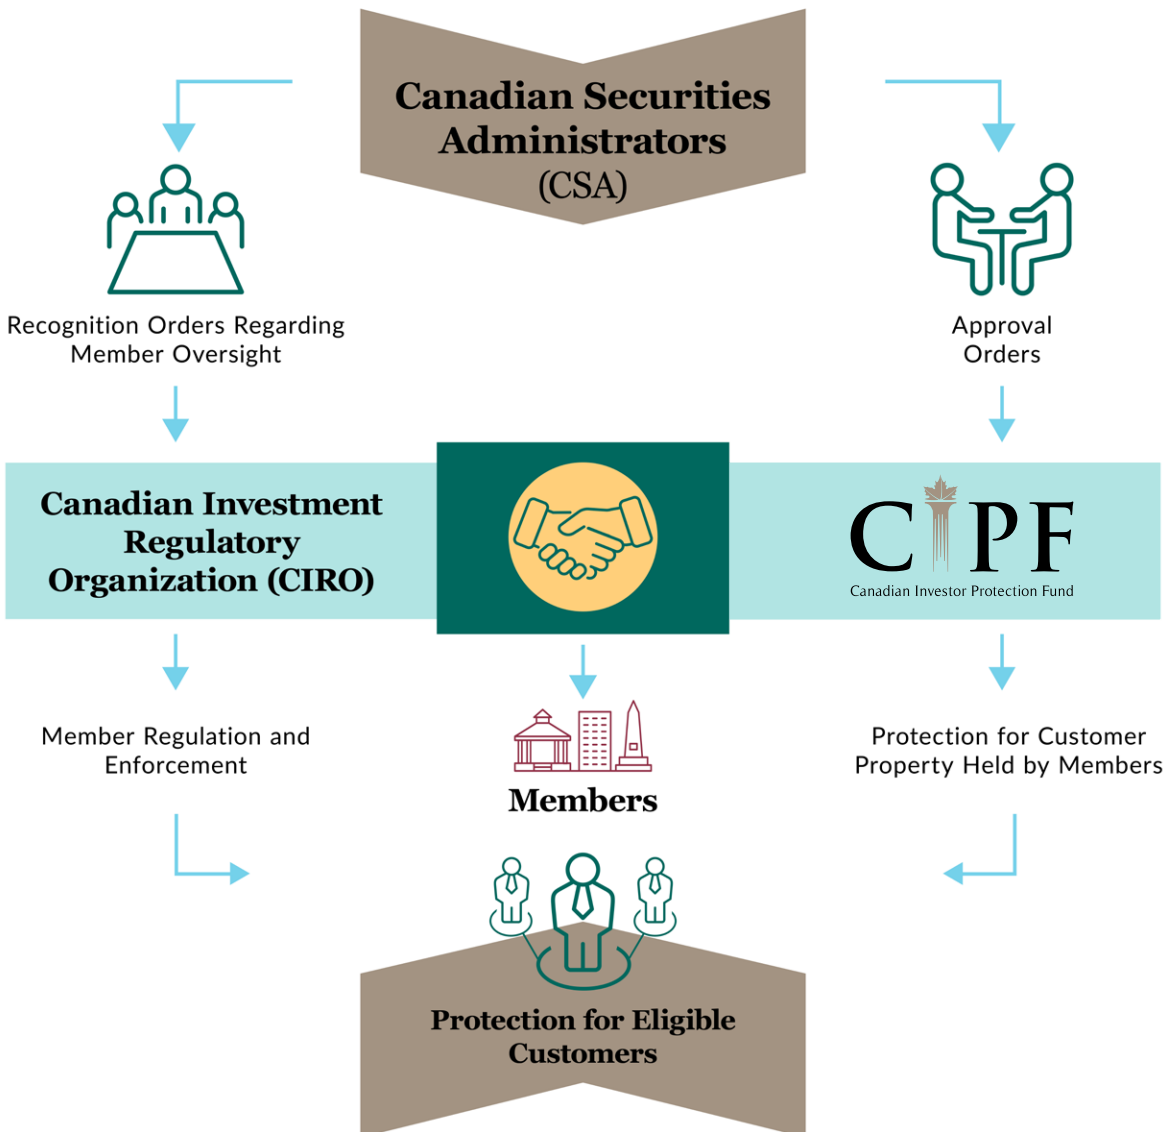 Canadian Securities
Administrators
(CSA)
Recognition Orders Regarding
Member Oversight
Approval
Orders
Canadian Investment
Regulatory
Organization (CIRO)
CIPF
Canadian Investor Protection Fund
Member Regulation and
Enforcement
Members
Protection for Customer
Property Held by Members
Protection for Eligible
Customers